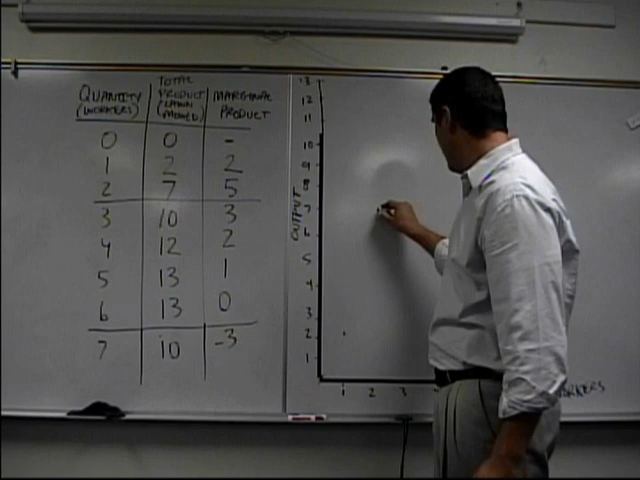 QUANTITY (WORKERS) TOTAL PRODUCT (LAWN MOWED) MARGINAL PRODUCT
0 0 -
1 2 2
2 7 5
3 10 3
4 12 2
5 13 1
6 13 0
7 10 -3
OUTPUT
13
12
11
10
9
8
7
6
5
4
3
2
1
1 2 3